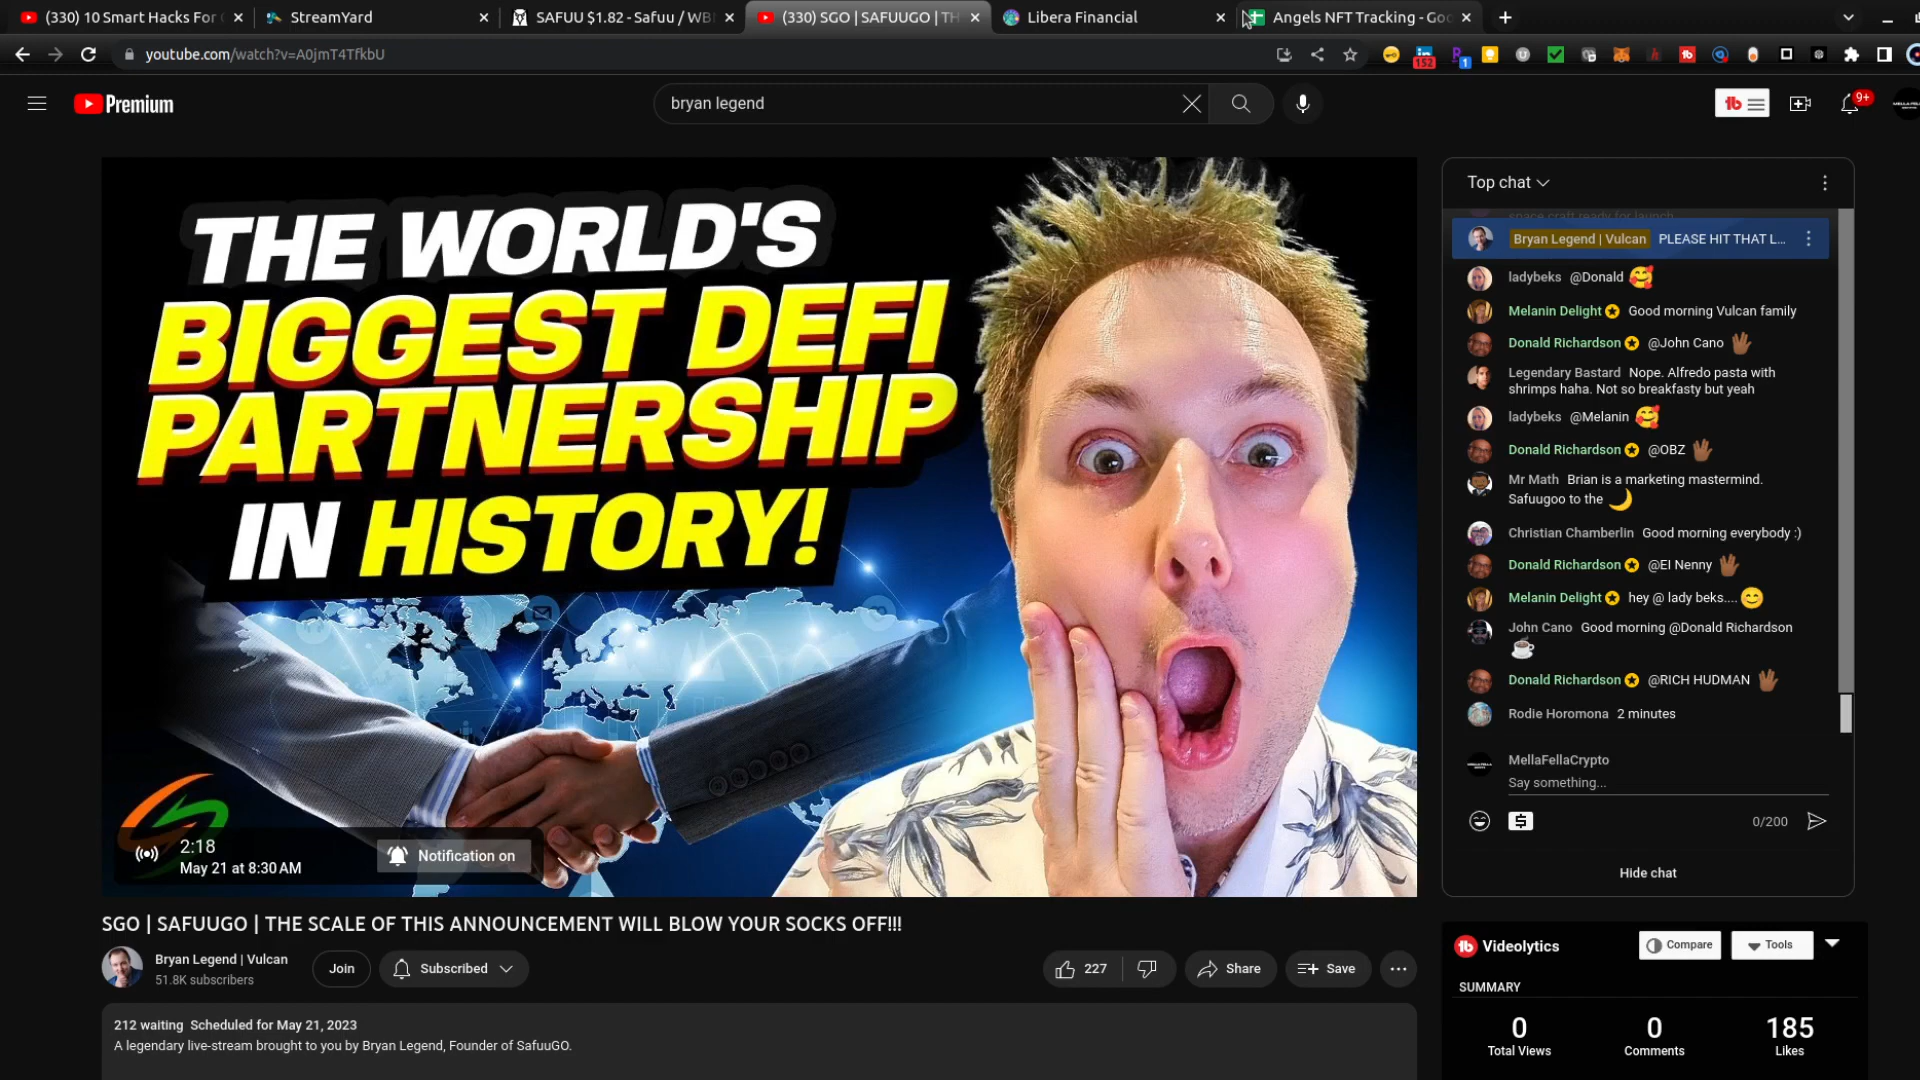 (330) 10 Smart Hacks For
StreamYard
SAFUU $1.82 - Safuu / WB
(330) SGO | SAFUUGO | TH
Libera Financial
Angels NFT Tracking - Goo
youtube.com/watch?v=A0jmT4TfkbU
152
1
Premium
bryan legend
9+
THE WORLD'S
BIGGEST DEFI
PARTNERSHIP
IN HISTORY!
2:18
May 21 at 8:30 AM
Notification on
Top chat
space craft ready for launch
Bryan Legend | Vulcan PLEASE HIT THAT L...
ladybeks @Donald
Melanin Delight Good morning Vulcan family
Donald Richardson @John Cano
Legendary Bastard Nope. Alfredo pasta with
shrimps haha. Not so breakfasty but yeah
ladybeks @Melanin
Donald Richardson @OBZ
Mr Math Brian is a marketing mastermind.
Safuugoo to the
Christian Chamberlin Good morning everybody :)
Donald Richardson @EI Nenny
Melanin Delight hey @ lady beks....
John Cano Good morning @Donald Richardson
Donald Richardson @RICH HUDMAN
Rodie Horomona 2 minutes
MellaFellaCrypto
Say something...
0/200
Hide chat
SGO | SAFUUGO | THE SCALE OF THIS ANNOUNCEMENT WILL BLOW YOUR SOCKS OFF!!!
Bryan Legend | Vulcan
51.8K subscribers
Join
Subscribed
227
Share
Save
212 waiting Scheduled for May 21, 2023
A legendary live-stream brought to you by Bryan Legend, Founder of SafuuGO.
Videolytics
Compare
Tools
SUMMARY
0
Total Views
0
Comments
185
Likes